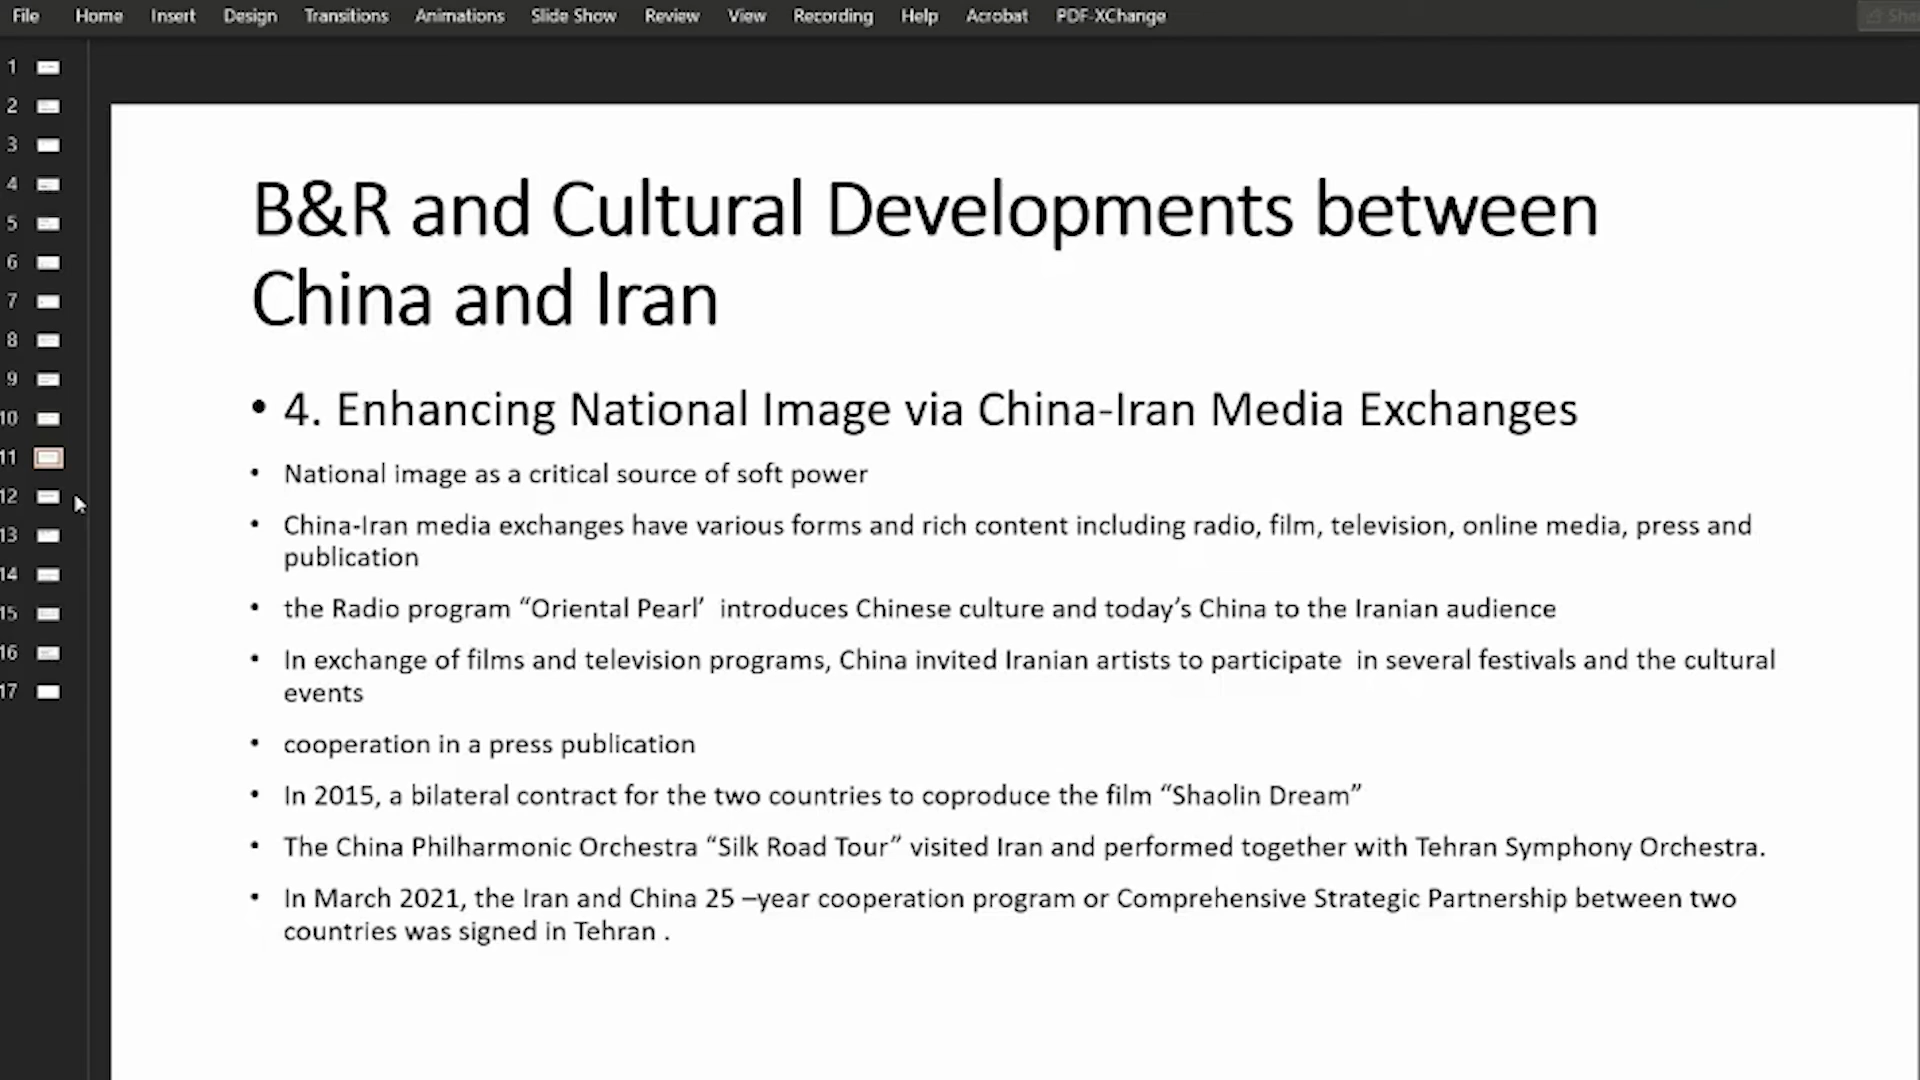 File Home Insert Design Transitions Animations Slide Show Review View Recording Help Acrobat PDF-XChange
1
2
3
4
5
6
7
8
9
10
11
12
13
14
15
16
17
B&R and Cultural Developments between
China and Iran
• 4. Enhancing National Image via China-Iran Media Exchanges
• National image as a critical source of soft power
• China-Iran media exchanges have various forms and rich content including radio, film, television, online media, press and
publication
• the Radio program “Oriental Pearl’ introduces Chinese culture and today’s China to the Iranian audience
• In exchange of films and television programs, China invited Iranian artists to participate in several festivals and the cultural
events
• cooperation in a press publication
• In 2015, a bilateral contract for the two countries to coproduce the film “Shaolin Dream”
• The China Philharmonic Orchestra “Silk Road Tour” visited Iran and performed together with Tehran Symphony Orchestra.
• In March 2021, the Iran and China 25 –year cooperation program or Comprehensive Strategic Partnership between two
countries was signed in Tehran .